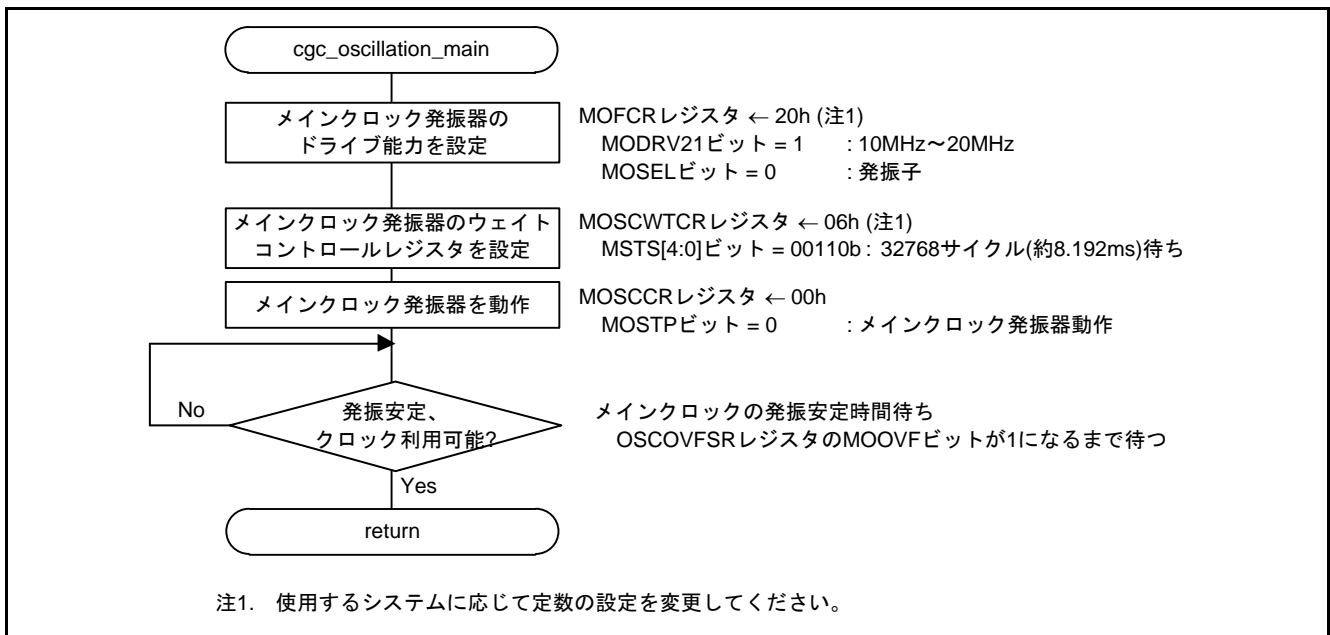 cgc_oscillation_main
メインクロック発振器の
ドライブ能力を設定
MOFCRレジスタ ← 20h (注1)
MODRV21ビット = 1 : 10MHz～20MHz
MOSELビット = 0 : 発振子
メインクロック発振器のウェイト
コントロールレジスタを設定
MOSCWTCRレジスタ ← 06h (注1)
MSTS[4:0]ビット = 00110b : 32768サイクル(約8.192ms)待ち
メインクロック発振器を動作
MOSCCRレジスタ ← 00h
MOSTPビット = 0 : メインクロック発振器動作
No
発振安定、
クロック利用可能?
メインクロックの発振安定時間待ち
OSCOVFSRレジスタのMOOVFビットが1になるまで待つ
Yes
return
注1. 使用するシステムに応じて定数の設定を変更してください。